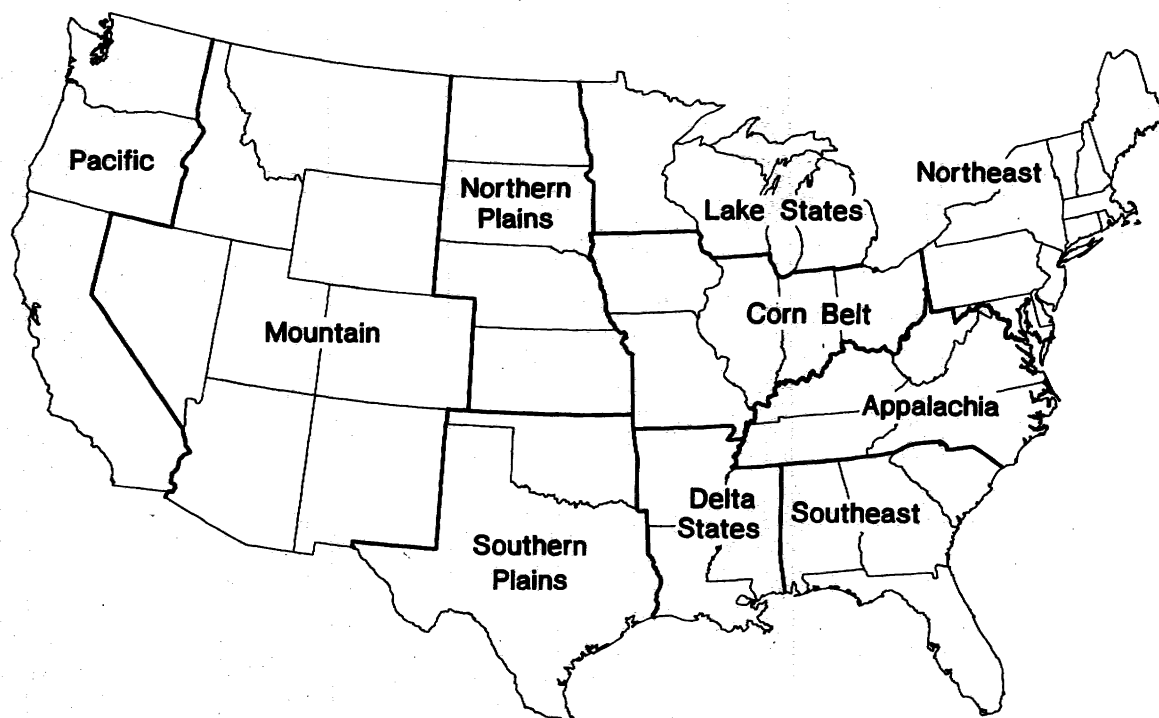 Pacific
Northern
Plains
Lake States
Northeast
Mountain
Corn Belt
Appalachia
Delta
States
Southeast
Southern
Plains